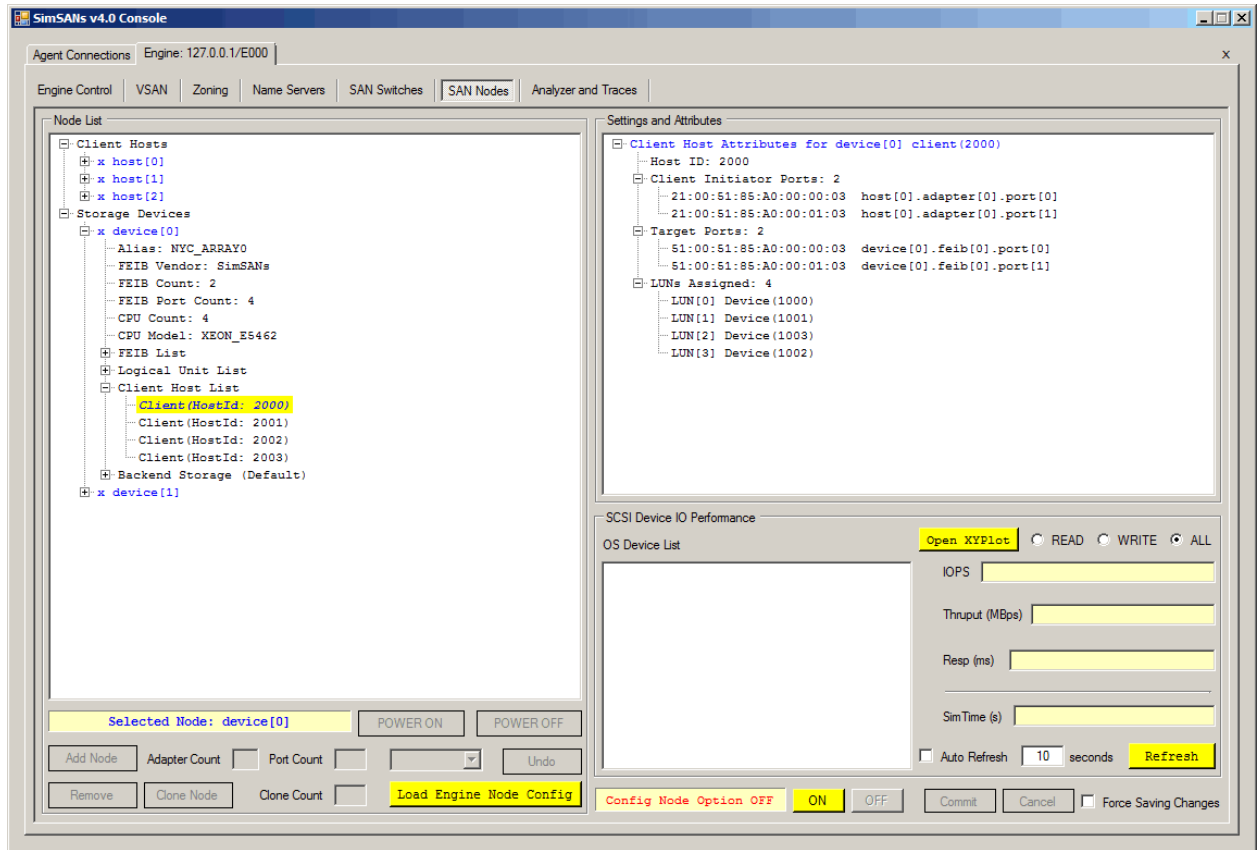 SimSANs v4.0 Console
Agent Connections
Engine: 127.0.0.1/E000
x
Engine Control
VSAN
Zoning
Name Servers
SAN Switches
SAN Nodes
Analyzer and Traces
Node List
Client Hosts
x host[0]
x host[1]
x host[2]
Storage Devices
x device[0]
Alias: NYC_ARRAY0
FEIB Vendor: SimSANs
FEIB Count: 2
FEIB Port Count: 4
CPU Count: 4
CPU Model: XEON_E5462
FEIB List
Logical Unit List
Client Host List
Client(HostId: 2000)
Client(HostId: 2001)
Client(HostId: 2002)
Client(HostId: 2003)
Backend Storage (Default)
x device[1]
Selected Node: device[0]
POWER ON
POWER OFF
Add Node
Adapter Count
Port Count
Undo
Remove
Clone Node
Clone Count
Load Engine Node Config
Settings and Attributes
Client Host Attributes for device[0] client(2000)
Host ID: 2000
Client Initiator Ports: 2
21:00:51:85:A0:00:00:03 host[0].adapter[0].port[0]
21:00:51:85:A0:00:01:03 host[0].adapter[0].port[1]
Target Ports: 2
51:00:51:85:A0:00:00:03 device[0].feib[0].port[0]
51:00:51:85:A0:00:01:03 device[0].feib[0].port[1]
LUNs Assigned: 4
LUN[0] Device(1000)
LUN[1] Device(1001)
LUN[2] Device(1003)
LUN[3] Device(1002)
SCSI Device IO Performance
OS Device List
Open XYPlot
READ
WRITE
ALL
IOPS
Thruput (MBps)
Resp (ms)
SimTime (s)
Auto Refresh
10
seconds
Refresh
Config Node Option OFF
ON
OFF
Commit
Cancel
Force Saving Changes